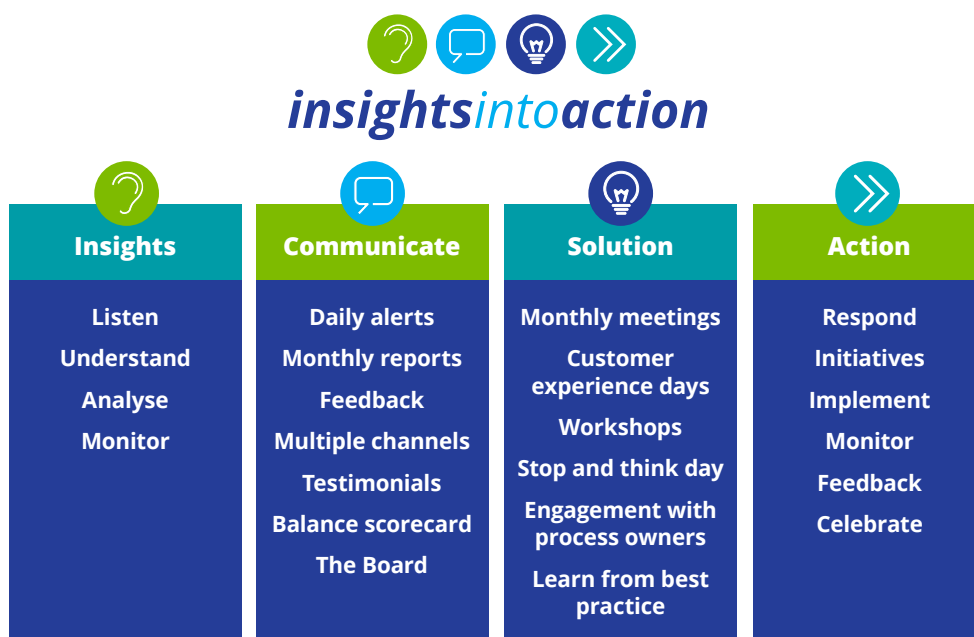 insightsintoaction
Insights
Listen
Understand
Analyse
Monitor
Communicate
Daily alerts
Monthly reports
Feedback
Multiple channels
Testimonials
Balance scorecard
The Board
Solution
Monthly meetings
Customer
experience days
Workshops
Stop and think day
Engagement with
process owners
Learn from best
practice
Action
Respond
Initiatives
Implement
Monitor
Feedback
Celebrate